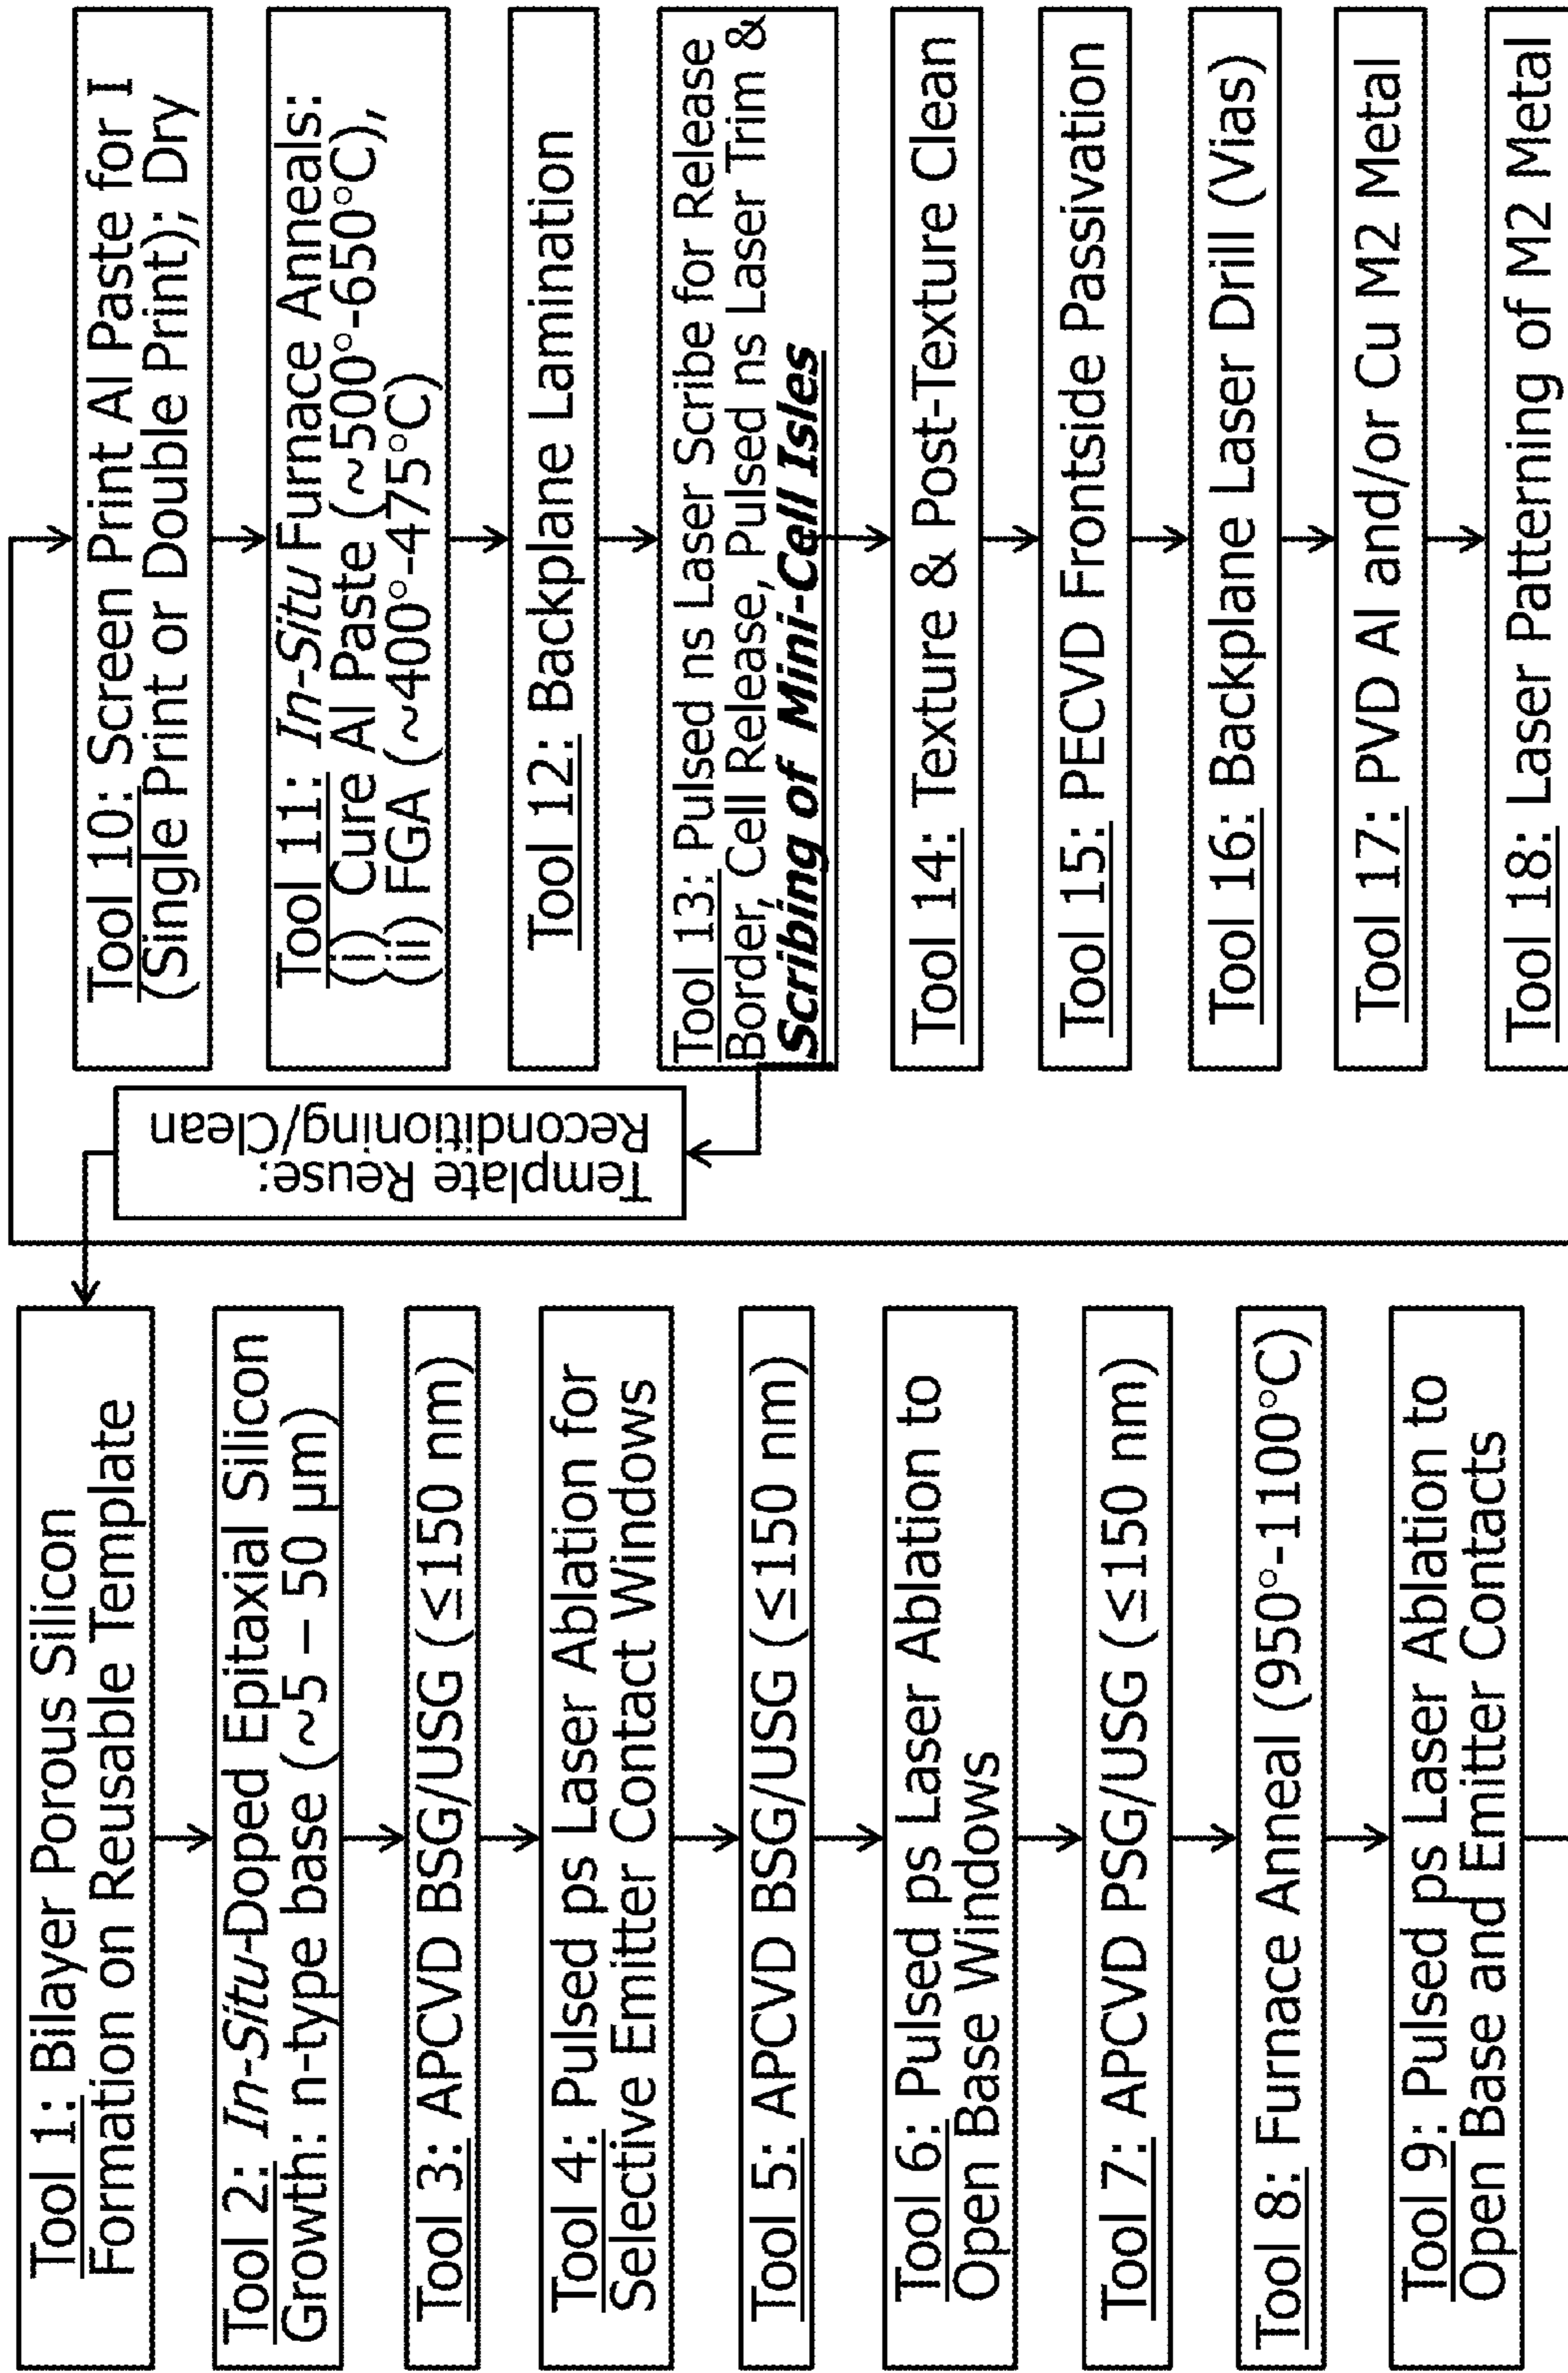 Tool 1: Bilayer Porous Silicon
Formation on Reusable Template
Tool 2: In-Situ-Doped Epitaxial Silicon
Growth: n-type base (~5 – 50 µm)
Tool 3: APCVD BSG/USG (≤150 nm)
Tool 4: Pulsed ps Laser Ablation for
Selective Emitter Contact Windows
Tool 5: APCVD BSG/USG (≤150 nm)
Tool 6: Pulsed ps Laser Ablation to
Open Base Windows
Tool 7: APCVD PSG/USG (≤150 nm)
Tool 8: Furnace Anneal (950°-1100°C)
Tool 9: Pulsed ps Laser Ablation to
Open Base and Emitter Contacts
Template Reuse:
Reconditioning/Clean
Tool 10: Screen Print Al Paste for I
(Single Print or Double Print); Dry
Tool 11: In-Situ Furnace Anneals:
(i) Cure Al Paste (~500°-650°C),
(ii) FGA (~400°-475°C)
Tool 12: Backplane Lamination
Tool 13: Pulsed ns Laser Scribe for Release
Border, Cell Release, Pulsed ns Laser Trim &
Scribing of Mini-Cell Isles
Tool 14: Texture & Post-Texture Clean
Tool 15: PECVD Frontside Passivation
Tool 16: Backplane Laser Drill (Vias)
Tool 17: PVD Al and/or Cu M2 Metal
Tool 18: Laser Patterning of M2 Metal